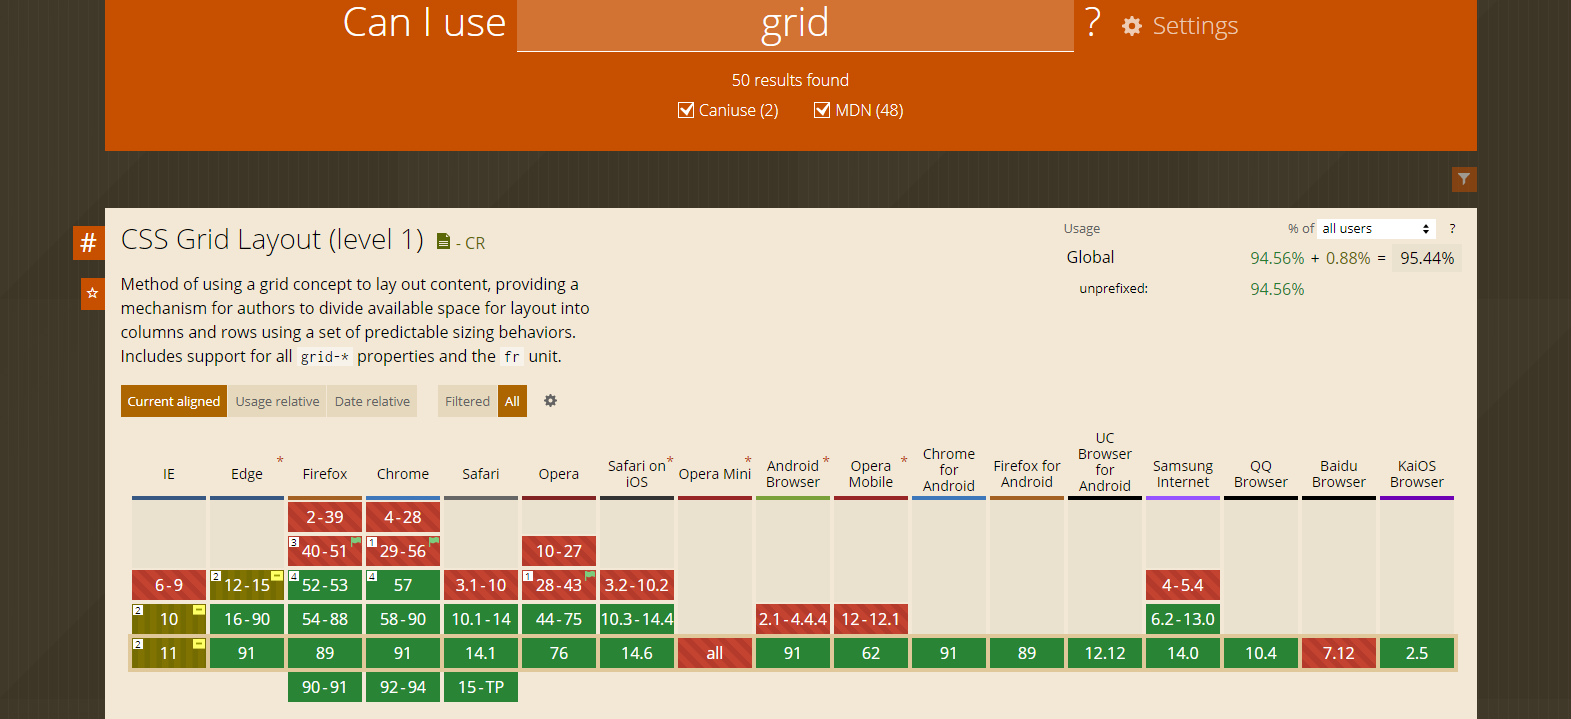 Can I use grid ? Settings
50 results found
Caniuse (2) MDN (48)
# CSS Grid Layout (level 1) - CR
Method of using a grid concept to lay out content, providing a
mechanism for authors to divide available space for layout into
columns and rows using a set of predictable sizing behaviors.
Includes support for all grid-* properties and the fr unit.
Usage % of all users ?
Global 94.56% + 0.88% = 95.44%
unprefixed: 94.56%
Current aligned Usage relative Date relative Filtered All
IE
Edge *
Firefox
Chrome
Safari
Opera
Safari on *
iOS
Opera Mini *
Android *
Browser
Opera *
Mobile
Chrome
for
Android
Firefox for
Android
UC
Browser
for
Android
Samsung
Internet
QQ
Browser
Baidu
Browser
KaiOS
Browser
2-39 4-28
3 40-51 1 29-56 10-27
6-9 2 12-15 4 52-53 4 57 3.1-10 1 28-43 3.2-10.2 4-5.4
2 10 16-90 54-88 58-90 10.1-14 44-75 10.3-14.4 2.1-4.4.4 12-12.1 6.2-13.0
2 11 91 89 91 14.1 76 14.6 all 91 62 91 89 12.12 14.0 10.4 7.12 2.5
90-91 92-94 15-TP